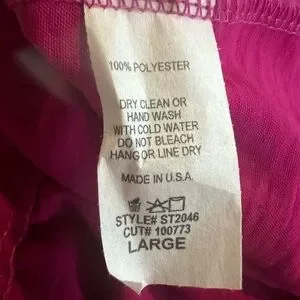 100% POLYESTER
DRY CLEAN OR
HAND WASH
WITH COLD WATER
DO NOT BLEACH
HANG OR LINE DRY
MADE IN U.S.A.
STYLE# ST2046
CUT# 100773
LARGE